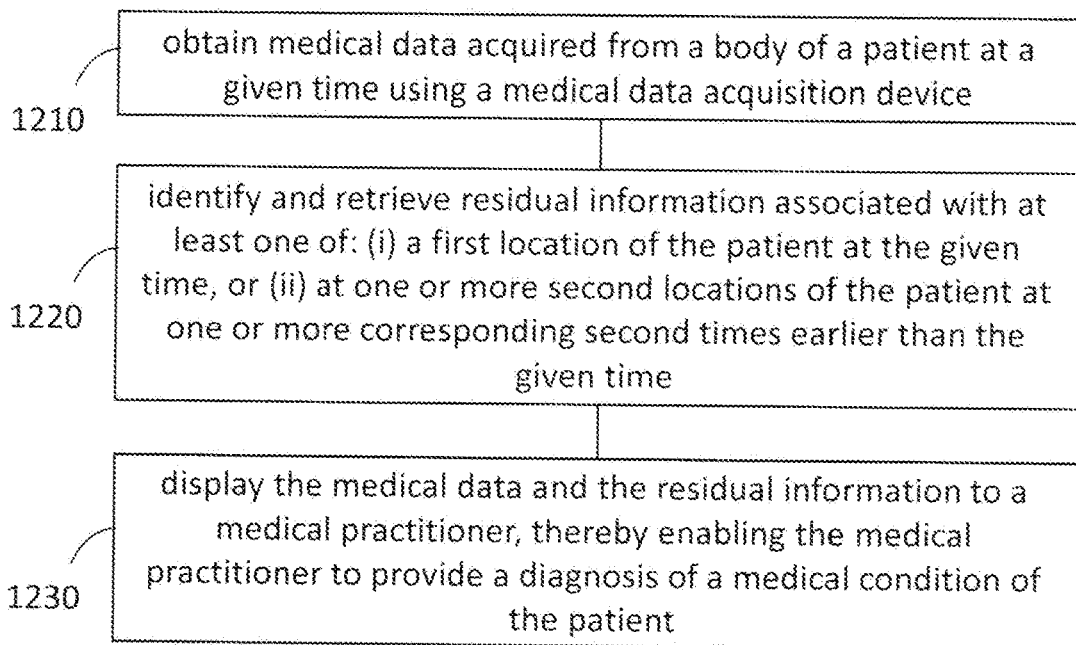 obtain medical data acquired from a body of a patient at a
given time using a medical data acquisition device
1210
identify and retrieve residual information associated with at
least one of: (i) a first location of the patient at the given
time, or (ii) at one or more second locations of the patient at
one or more corresponding second times earlier than the
given time
1220
display the medical data and the residual information to a
medical practitioner, thereby enabling the medical
practitioner to provide a diagnosis of a medical condition of
the patient
1230